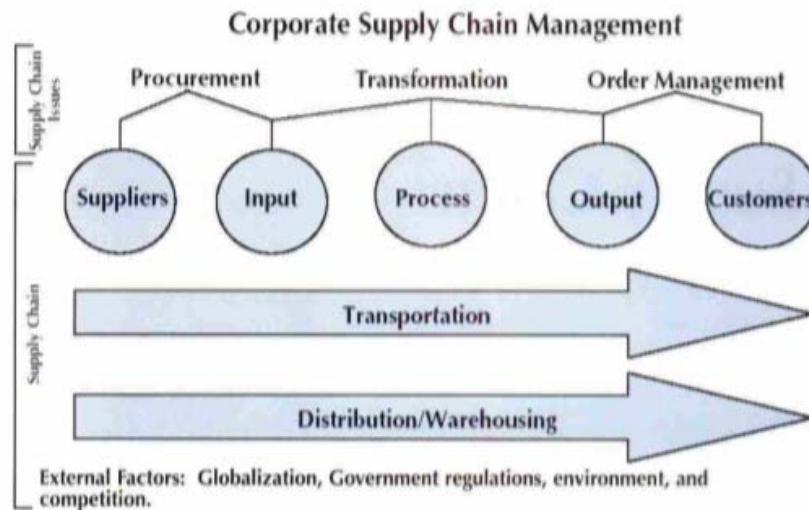 Corporate Supply Chain Management
Supply Chain
Issues
Procurement
Transformation
Order Management
Suppliers
Input
Process
Output
Customers
Supply Chain
Transportation
Distribution/Warehousing
External Factors: Globalization, Government regulations, environment, and
competition.